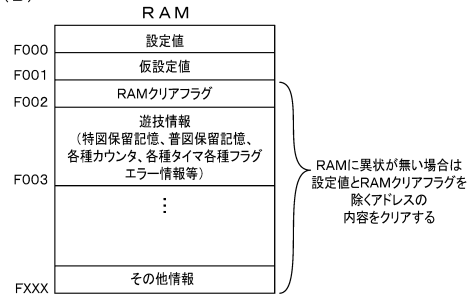 RAM
F000
設定値
F001
仮設定値
F002
RAMクリアフラグ
F003
遊技情報
(特図保留記憶、普図保留記憶、
各種カウンタ、各種タイマ各種フラグ
エラー情報等)
⋮
FXXX
その他情報
RAMに異状が無い場合は
設定値とRAMクリアフラグを
除くアドレスの
内容をクリアする